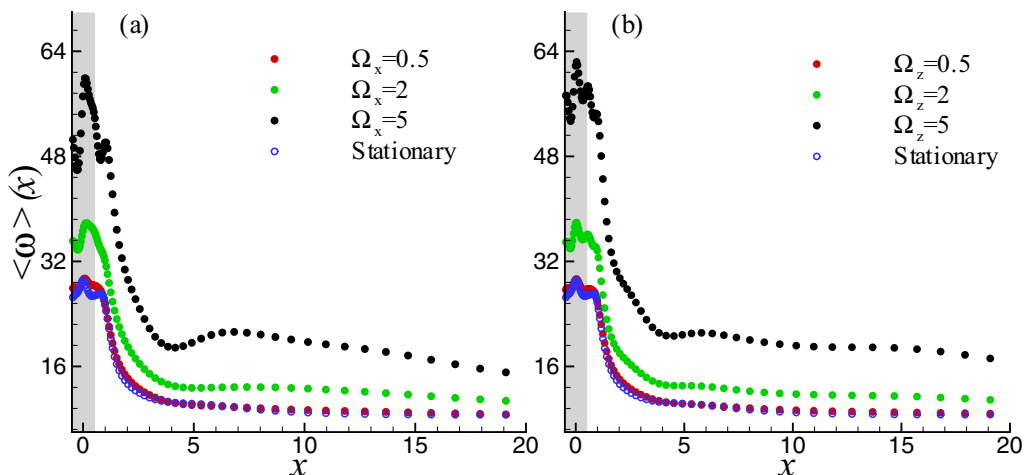 (a)
Ωx=0.5
Ωx=2
Ωx=5
Stationary
<ω>(x)
64
48
32
16
0
5
10
15
20
x
(b)
Ωz=0.5
Ωz=2
Ωz=5
Stationary
64
48
32
16
0
5
10
15
20
x